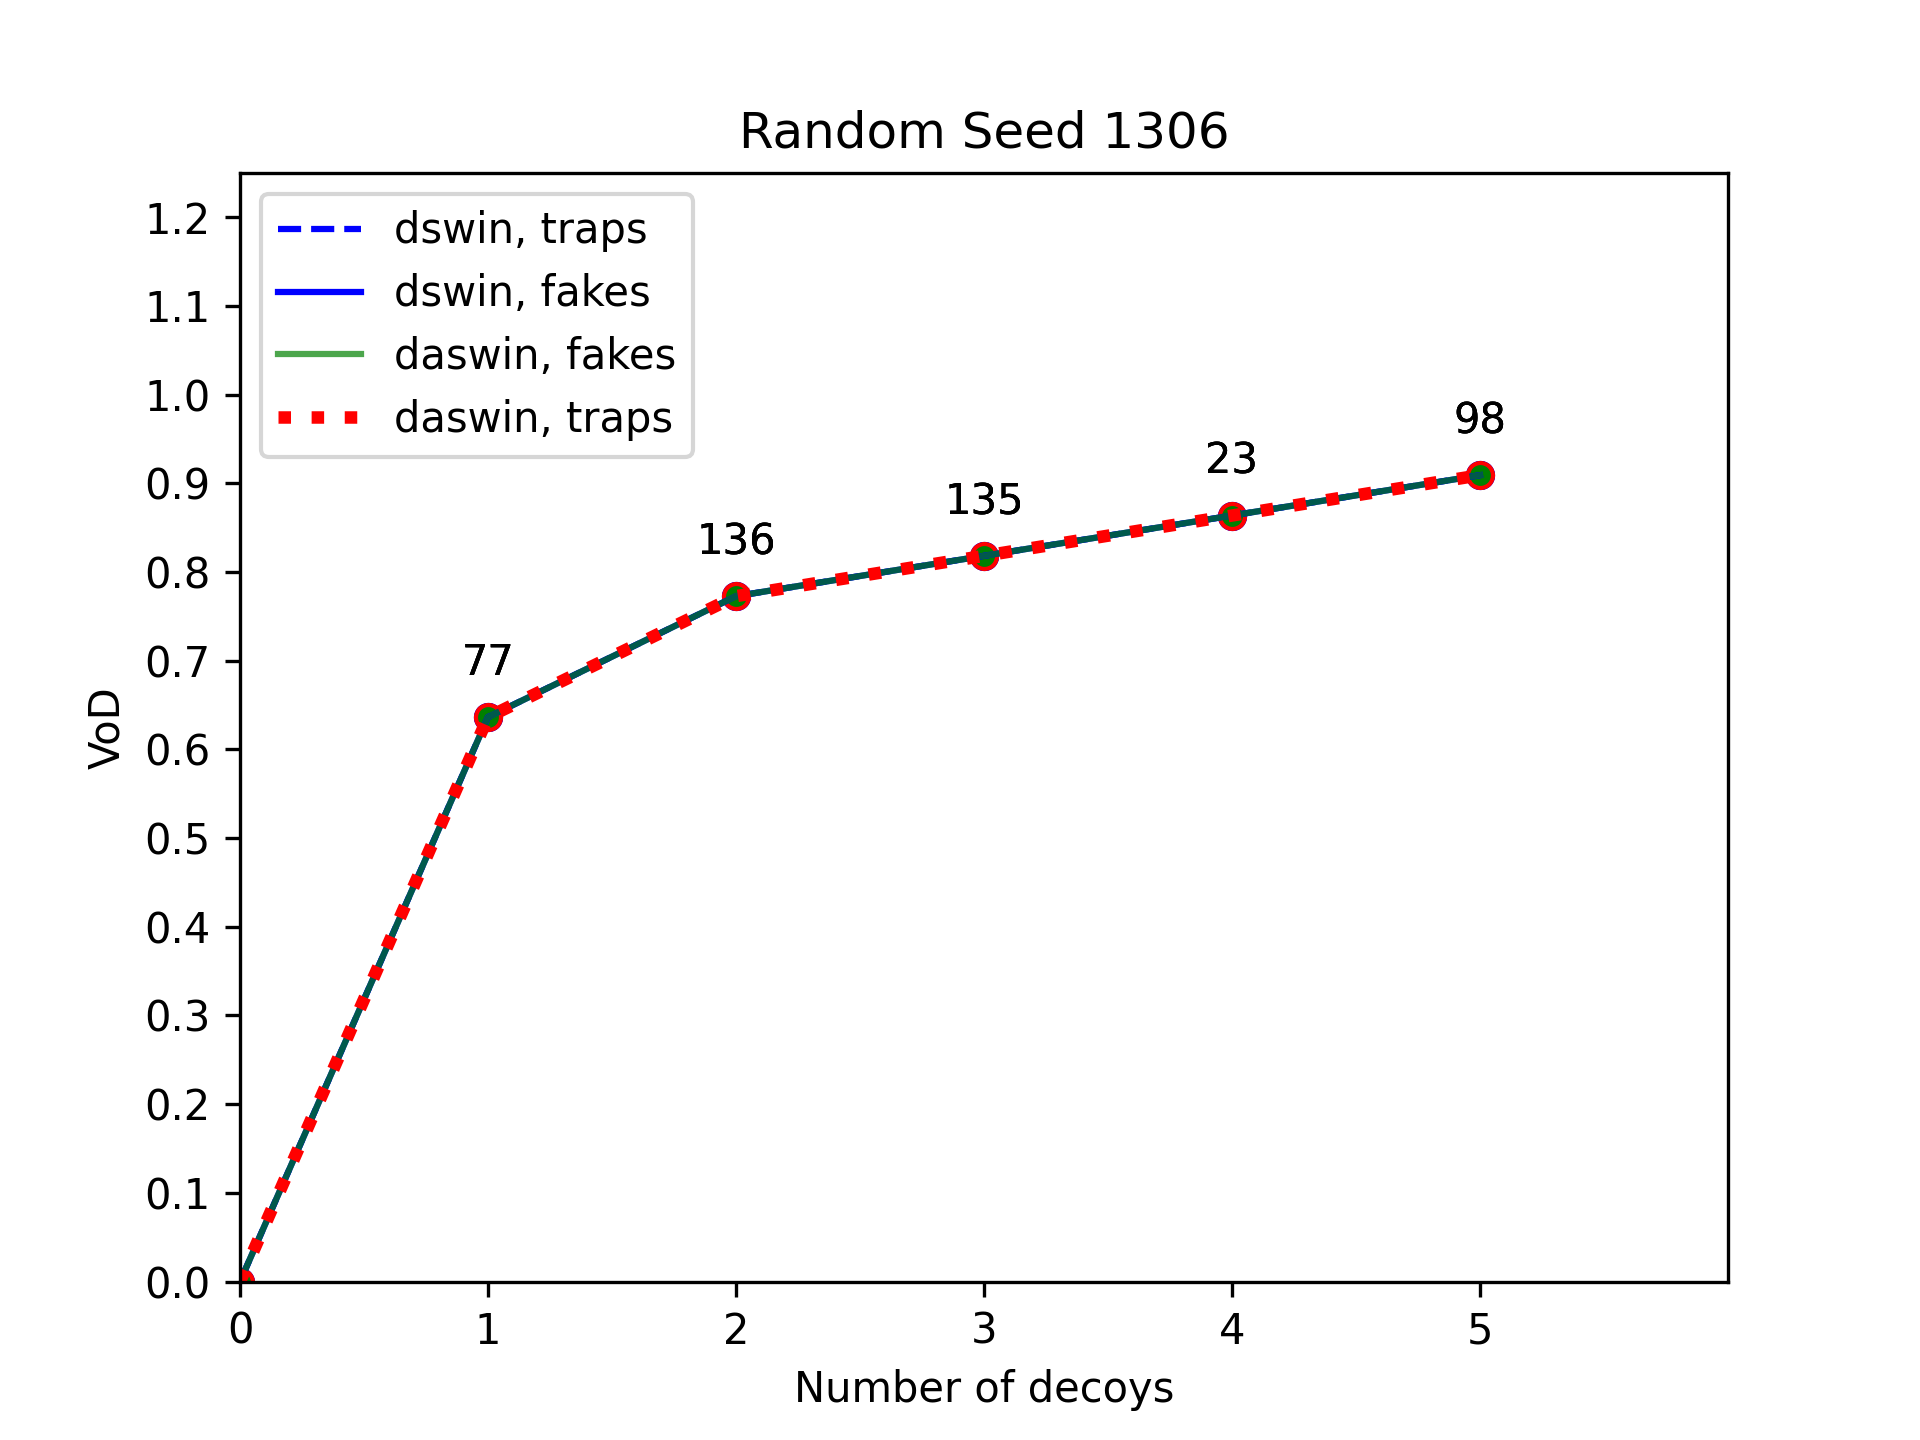 Random Seed 1306
dswin, traps
dswin, fakes
daswin, fakes
daswin, traps
1.2
1.1
1.0
0.9
0.8
0.7
0.6
0.5
0.4
0.3
0.2
0.1
0.0
VoD
77
136
135
23
98
0 1 2 3 4 5
Number of decoys